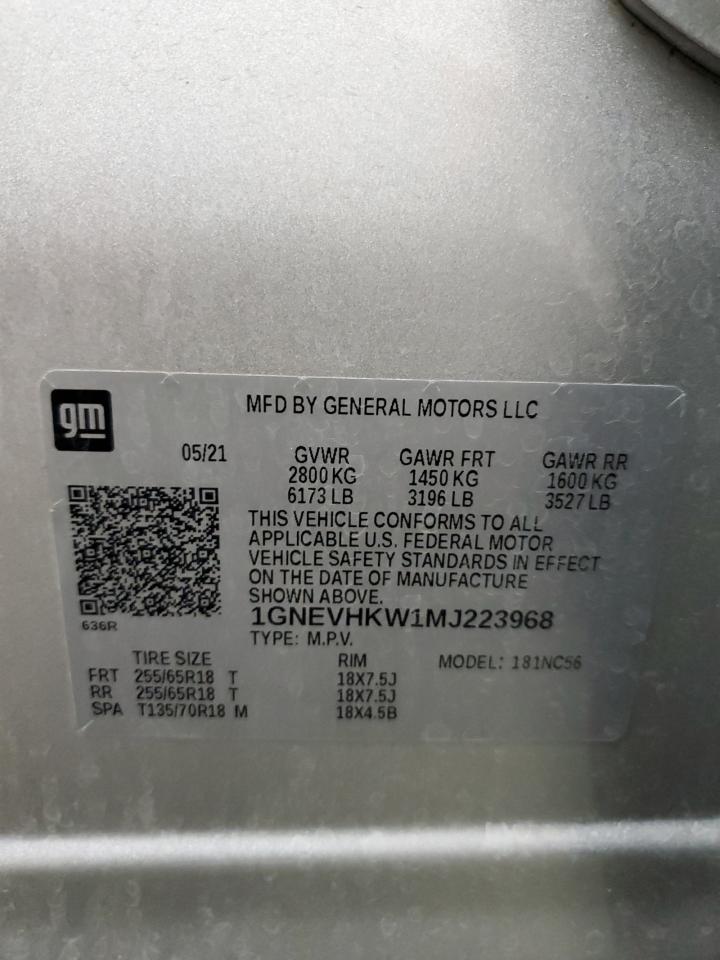 gm
MFD BY GENERAL MOTORS LLC
05/21 GVWR GAWR FRT GAWR RR
2800 KG 1450 KG 1600 KG
6173 LB 3196 LB 3527 LB
THIS VEHICLE CONFORMS TO ALL
APPLICABLE U.S. FEDERAL MOTOR
VEHICLE SAFETY STANDARDS IN EFFECT
ON THE DATE OF MANUFACTURE
SHOWN ABOVE.
636R
1GNEVHKW1MJ223968
TYPE: M.P.V.
TIRE SIZE RIM MODEL: 181NC56
FRT 255/65R18 T 18X7.5J
RR 255/65R18 T 18X7.5J
SPA T135/70R18 M 18X4.5B